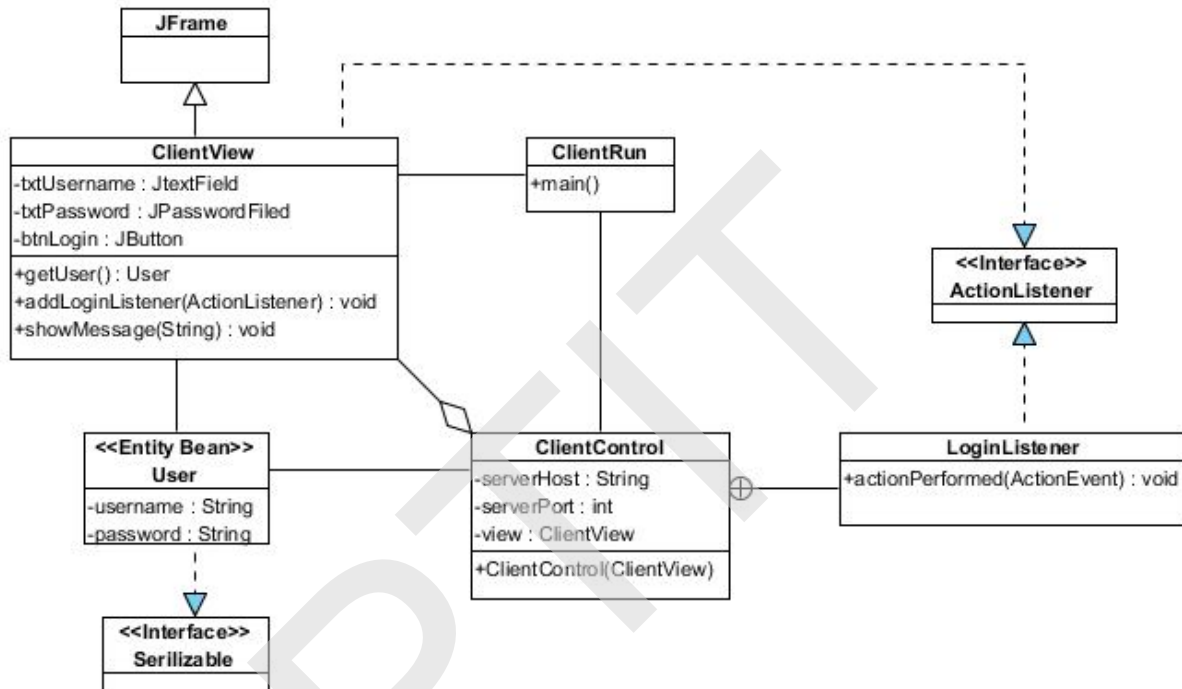 JFrame
ClientView
-txtUsername : JtextField
-txtPassword : JPasswordFiled
-btnLogin : JButton
+getUser() : User
+addLoginListener(ActionListener) : void
+showMessage(String) : void
ClientRun
+main()
<<Interface>>
ActionListener
<<Entity Bean>>
User
-username : String
-password : String
ClientControl
-serverHost : String
-serverPort : int
-view : ClientView
+ClientControl(ClientView)
LoginListener
+actionPerformed(ActionEvent) : void
<<Interface>>
Serilizable
PTIT